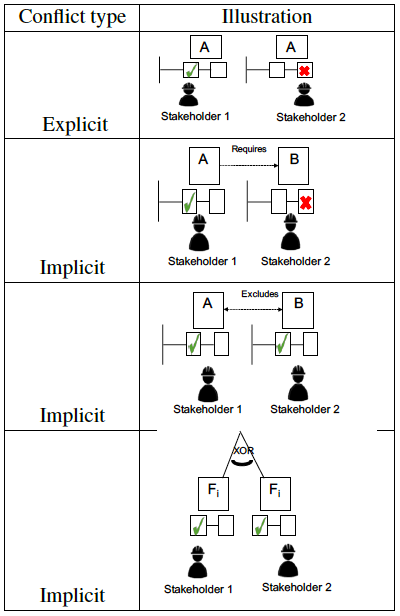 Conflict type Illustration
A A
Stakeholder 1 Stakeholder 2
Explicit
Requires
A B
Stakeholder 1 Stakeholder 2
Implicit
Excludes
A B
Stakeholder 1 Stakeholder 2
Implicit
XOR
Fi Fi
Stakeholder 1 Stakeholder 2
Implicit